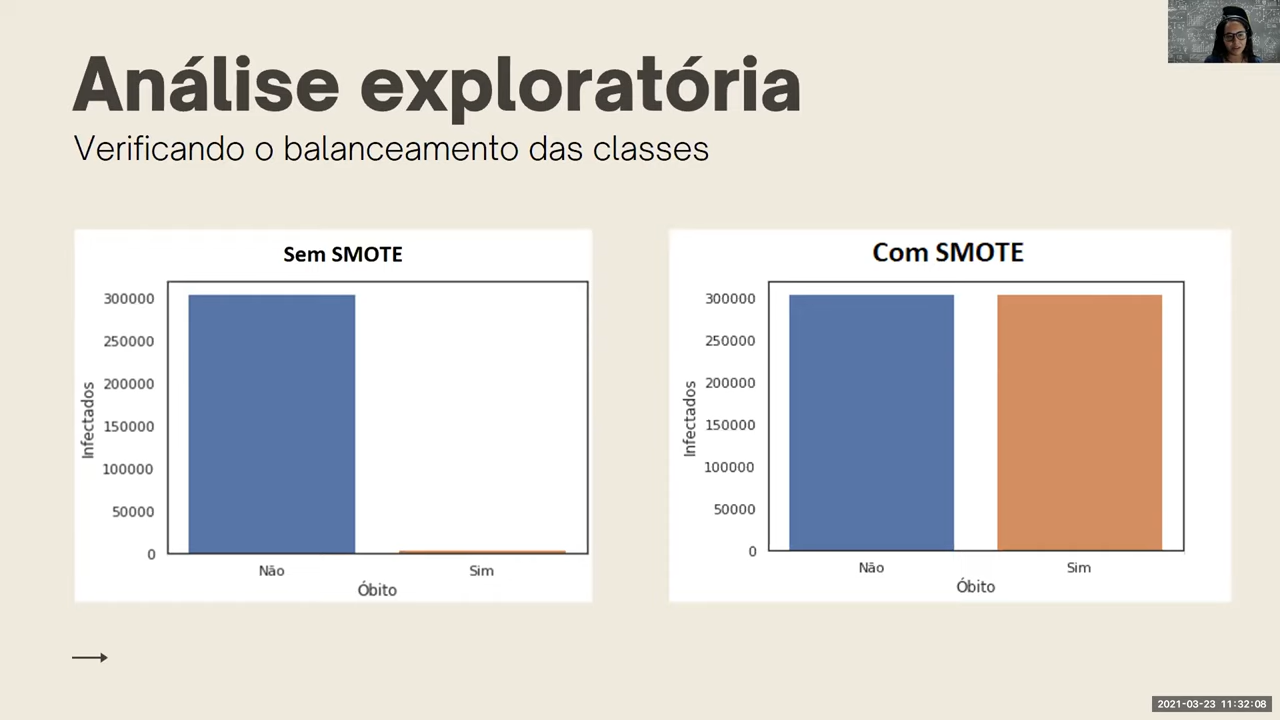 Análise exploratória
Verificando o balanceamento das classes
Sem SMOTE
300000
250000
200000
150000
100000
50000
0
Infectados
Não
Sim
Óbito
Com SMOTE
300000
250000
200000
150000
100000
50000
0
Infectados
Não
Sim
Óbito
2021-03-23 11:32:08